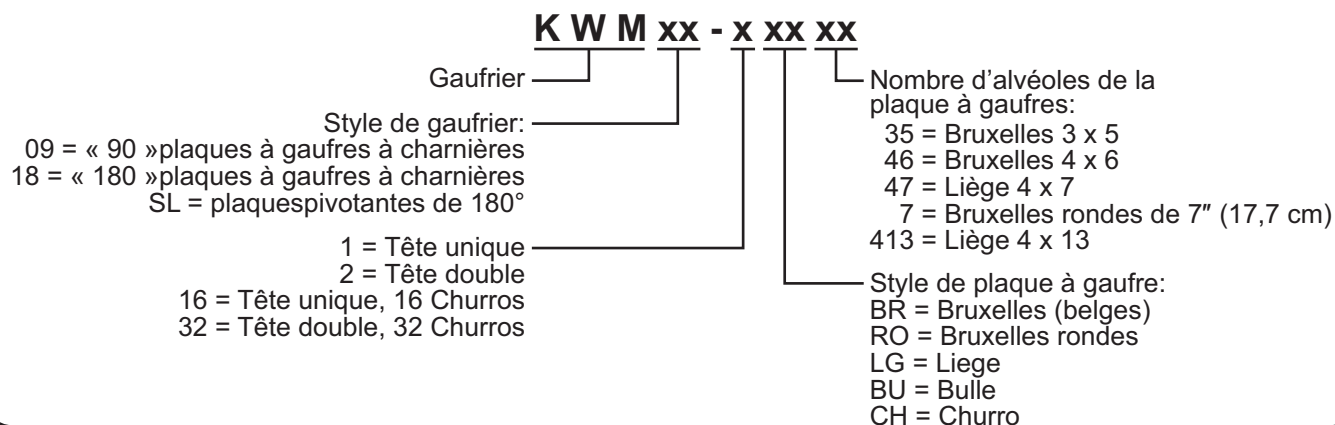 K W M xx - x xx xx
Gaufrier
Style de gaufrier:
09 = « 90 »plaques à gaufres à charnières
18 = « 180 »plaques à gaufres à charnières
SL = plaquespivotantes de 180°
1 = Tête unique
2 = Tête double
16 = Tête unique, 16 Churros
32 = Tête double, 32 Churros
Nombre d'alvéoles de la
plaque à gaufres:
35 = Bruxelles 3 x 5
46 = Bruxelles 4 x 6
47 = Liège 4 x 7
7 = Bruxelles rondes de 7″ (17,7 cm)
413 = Liège 4 x 13
Style de plaque à gaufre:
BR = Bruxelles (belges)
RO = Bruxelles rondes
LG = Liege
BU = Bulle
CH = Churro